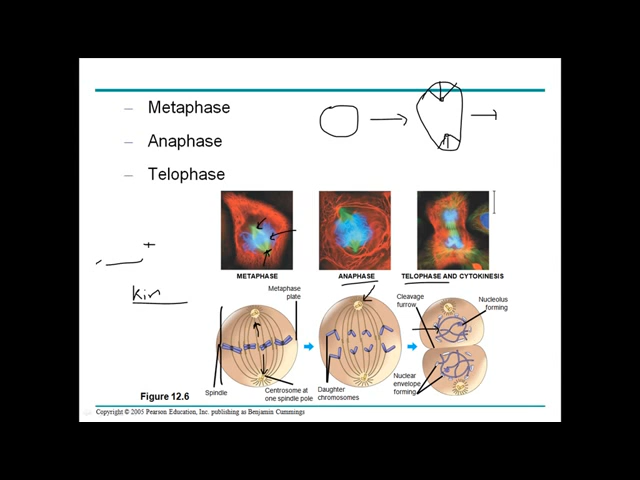 – Metaphase
– Anaphase
– Telophase
METAPHASE
ANAPHASE
TELOPHASE AND CYTOKINESIS
- +
Kin
Metaphase
plate
Cleavage
furrow
Nucleolus
forming
Spindle
Centrosome at
one spindle pole
Daughter
chromosomes
Nuclear
envelope
forming
Figure 12.6
Copyright © 2005 Pearson Education, Inc. publishing as Benjamin Cummings